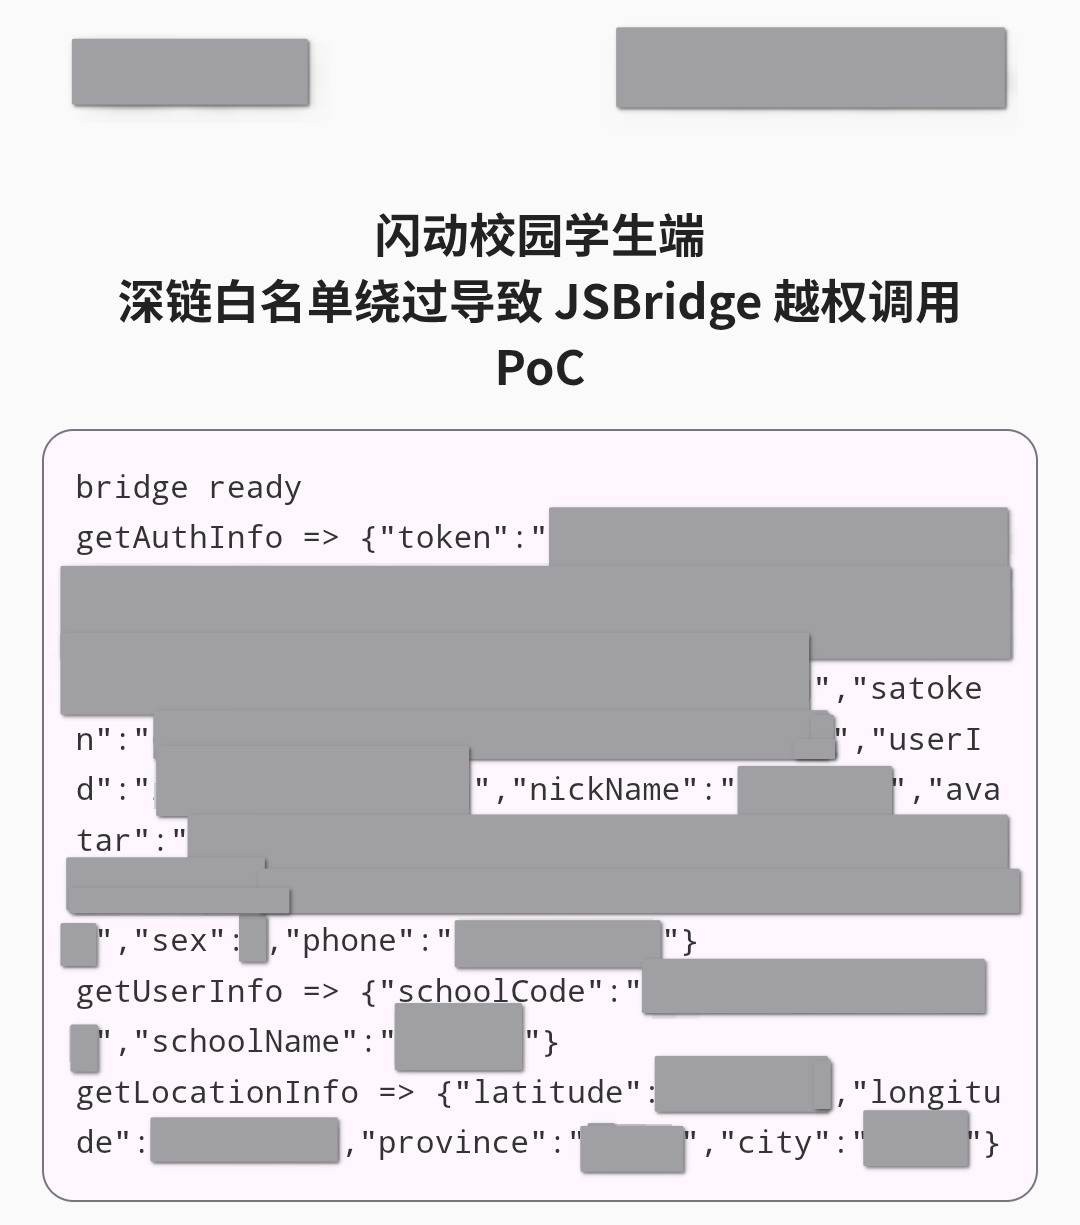 闪动校园学生端
深链白名单绕过导致 JSBridge 越权调用
PoC
bridge ready
getAuthInfo => {"token":"
","satoke
n":"","userI
d":"","nickName":"","ava
tar":"
","sex":,"phone":""}
getUserInfo => {"schoolCode":"
","schoolName":""}
getLocationInfo => {"latitude":,"longitu
de":,"province":"","city":""}